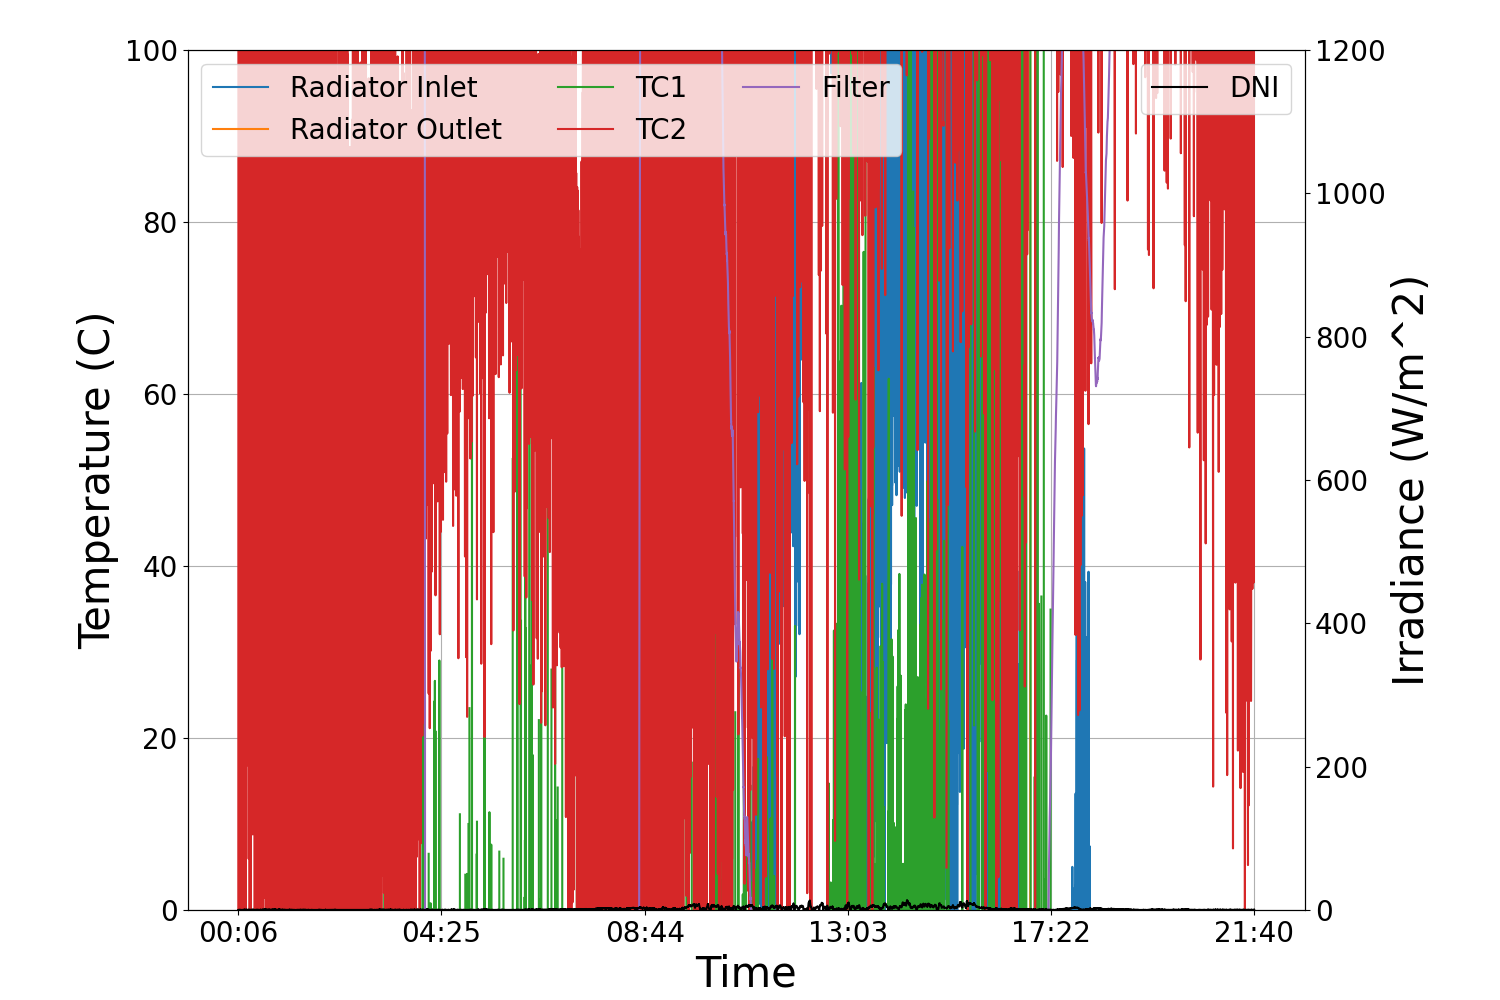 100
80
60
40
20
0
Temperature (C)
Radiator Inlet
Radiator Outlet
TC1
TC2
Filter
DNI
1200
1000
800
600
400
200
0
Irradiance (W/m^2)
00:06 04:25 08:44 13:03 17:22 21:40
Time